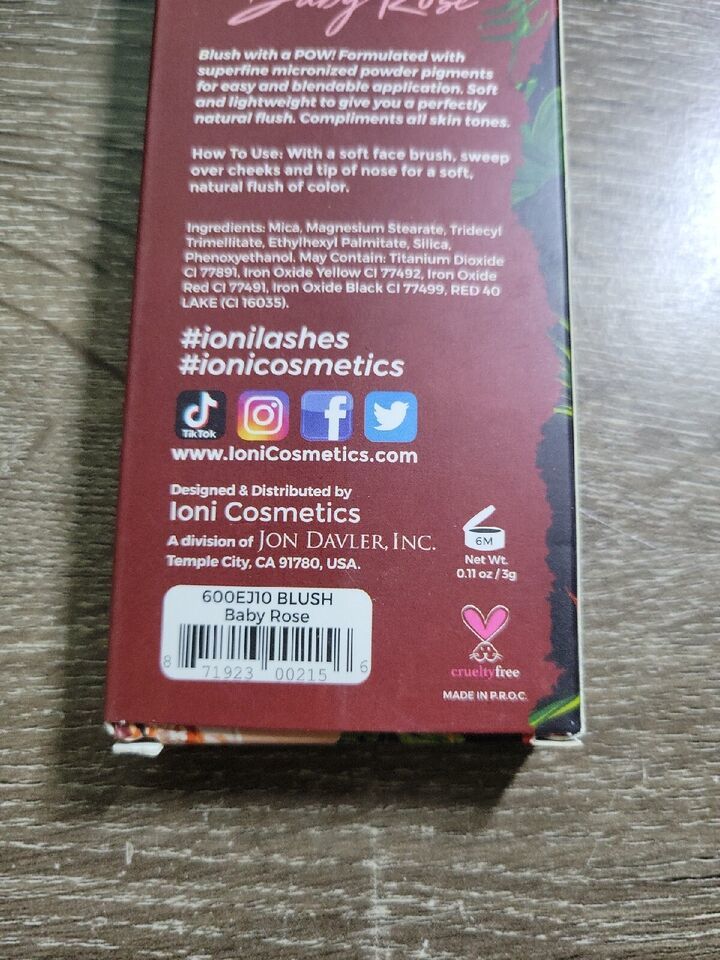 Baby Rose
Blush with a POW! Formulated with
superfine micronized powder pigments
for easy and blendable application. Soft
and lightweight to give you a perfectly
natural flush. Compliments all skin tones.
How To Use: With a soft face brush, sweep
over cheeks and tip of nose for a soft,
natural flush of color.
Ingredients: Mica, Magnesium Stearate, Tridecyl
Trimellitate, Ethylhexyl Palmitate, Silica,
Phenoxyethanol. May Contain: Titanium Dioxide
CI 77891, Iron Oxide Yellow CI 77492, Iron Oxide
Red CI 77491, Iron Oxide Black CI 77499, RED 40
LAKE (CI 16035).
#ionilashes
#ionicosmetics
TikTok
www.IoniCosmetics.com
Designed & Distributed by
Ioni Cosmetics
A division of JON DAVLER, INC.
Temple City, CA 91780, USA.
6M
Net Wt.
0.11 oz / 3g
600EJ10 BLUSH
Baby Rose
8 71923 00215 6
crueltyfree
MADE IN P.R.O.C.